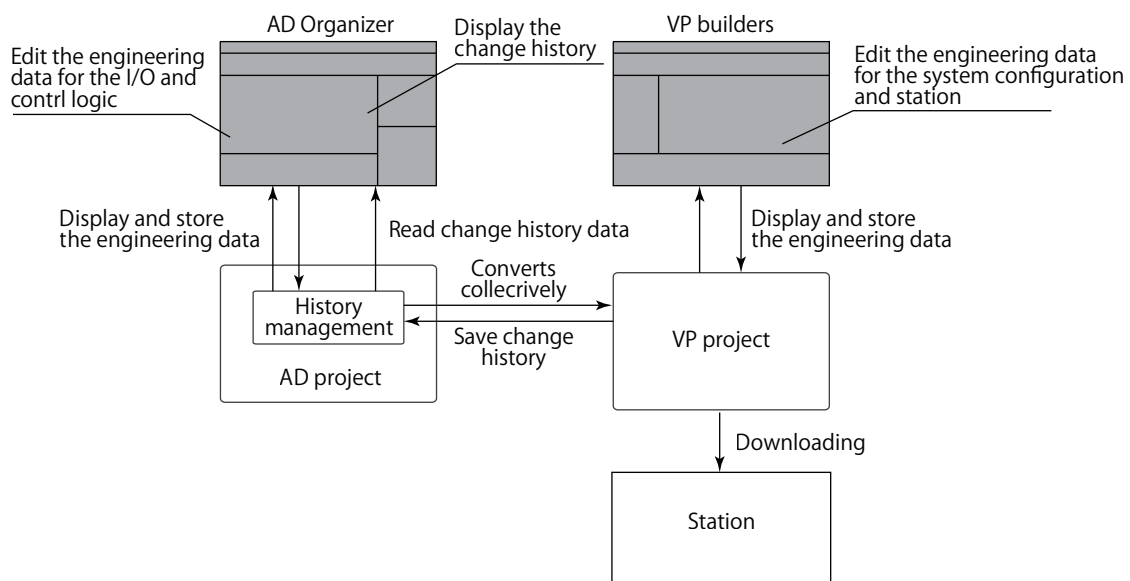 AD Organizer
Display the
change history
VP builders
Edit the engineering
data for the I/O and
contrl logic
Edit the engineering data
for the system configuration
and station
Display and store
the engineering data
Read change history data
Display and store
the engineering data
Converts
collecrively
History
management
Save change
history
AD project
VP project
Downloading
Station